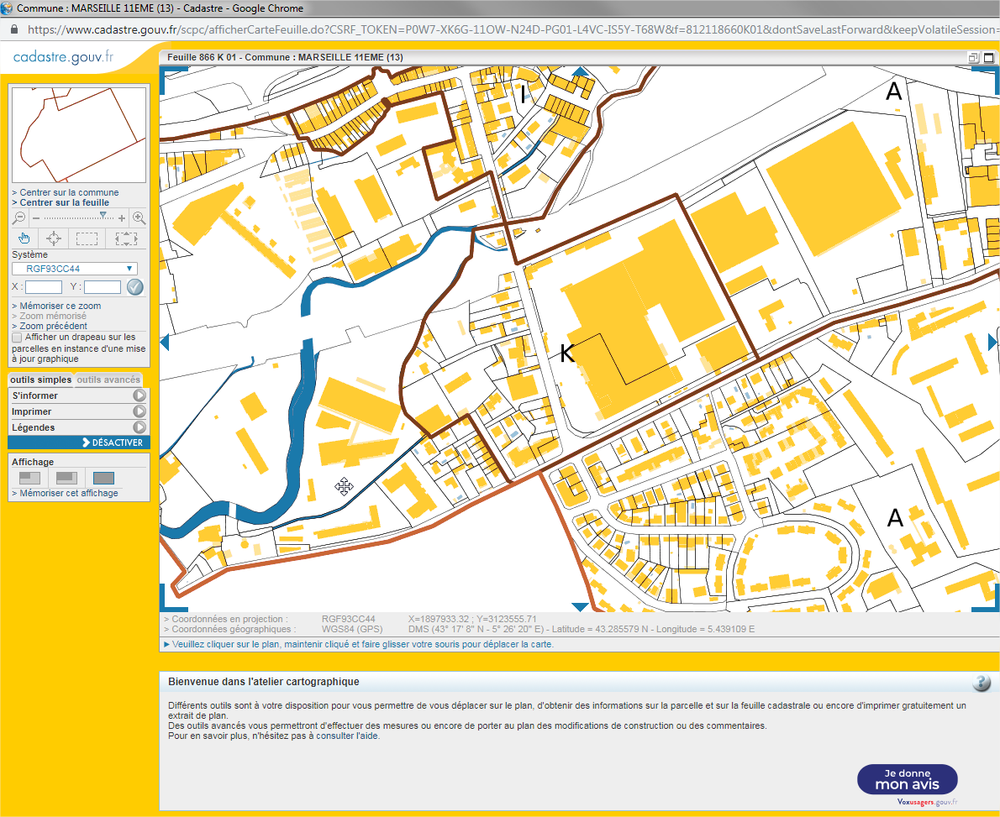 Commune : MARSEILLE 11EME (13) - Cadastre - Google Chrome
https://www.cadastre.gouv.fr/scpc/afficherCarteFeuille.do?CSRF_TOKEN=P0W7-XK6G-11OW-N24D-PG01-L4VC-IS5Y-T68W&f=812118660K01&dontSaveLastForward&keepVolatileSession=
cadastre.gouv.fr
Feuille 866 K 01 - Commune : MARSEILLE 11EME (13)
> Centrer sur la commune
> Centrer sur la feuille
Système
RGF93CC44
X : Y :
> Mémoriser ce zoom
> Zoom mémorisé
> Zoom précédent
Afficher un drapeau sur les
parcelles en instance d'une mise
à jour graphique
outils simples outils avancés
S'informer
Imprimer
Légendes
DÉSACTIVER
Affichage
> Mémoriser cet affichage
I
A
K
A
> Coordonnées en projection : RGF93CC44 X=1897933.32 ; Y=3123555.71
> Coordonnées géographiques : WGS84 (GPS) DMS (43° 17' 8" N - 5° 26' 20" E) - Latitude = 43.285579 N - Longitude = 5.439109 E
Veuillez cliquer sur le plan, maintenir cliqué et faire glisser votre souris pour déplacer la carte.
Bienvenue dans l'atelier cartographique
?
Différents outils sont à votre disposition pour vous permettre de vous déplacer sur le plan, d'obtenir des informations sur la parcelle et sur la feuille cadastrale ou encore d'imprimer gratuitement un
extrait de plan.
Des outils avancés vous permettront d'effectuer des mesures ou encore de porter au plan des modifications de construction ou des commentaires.
Pour en savoir plus, n'hésitez pas à consulter l'aide.
Je donne
mon avis
Voxusagers.gouv.fr